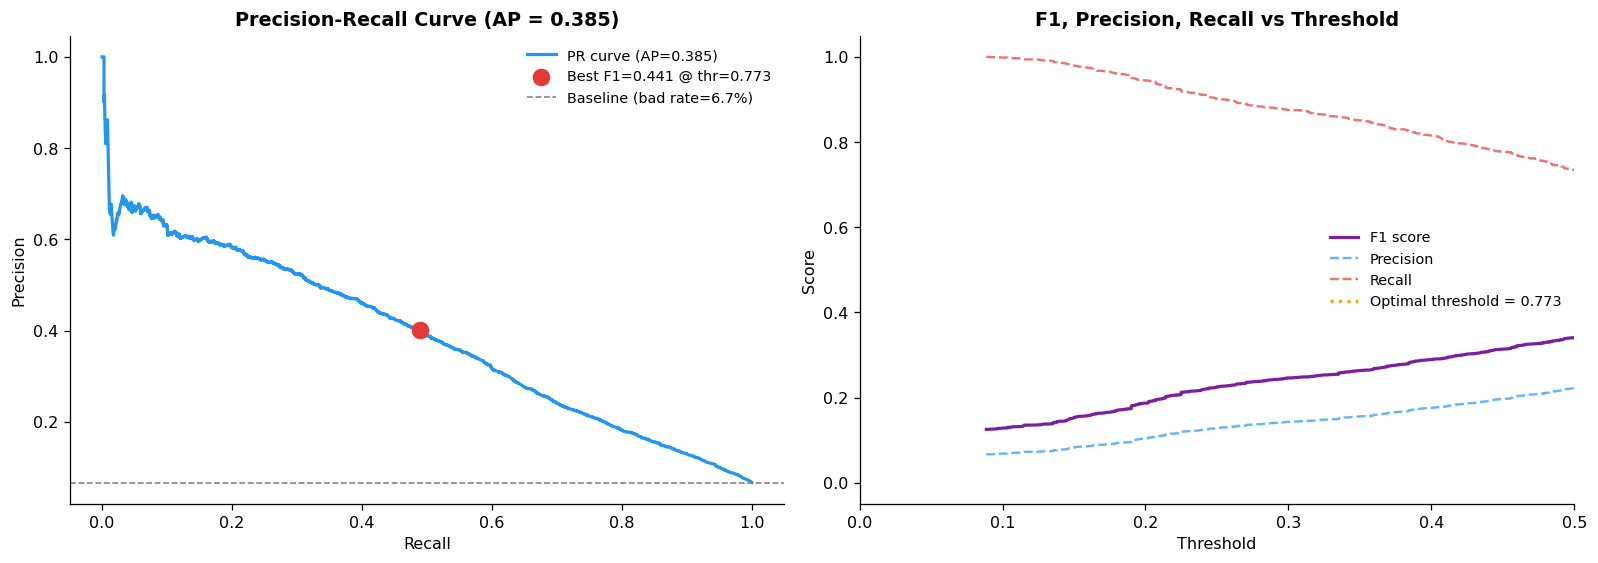 Precision-Recall Curve (AP = 0.385)
PR curve (AP=0.385)
Best F1=0.441 @ thr=0.773
Baseline (bad rate=6.7%)
Precision
1.0
0.8
0.6
0.4
0.2
0.0 0.2 0.4 0.6 0.8 1.0
Recall
F1, Precision, Recall vs Threshold
Score
1.0
0.8
0.6
0.4
0.2
0.0
F1 score
Precision
Recall
Optimal threshold = 0.773
0.0 0.1 0.2 0.3 0.4 0.5
Threshold